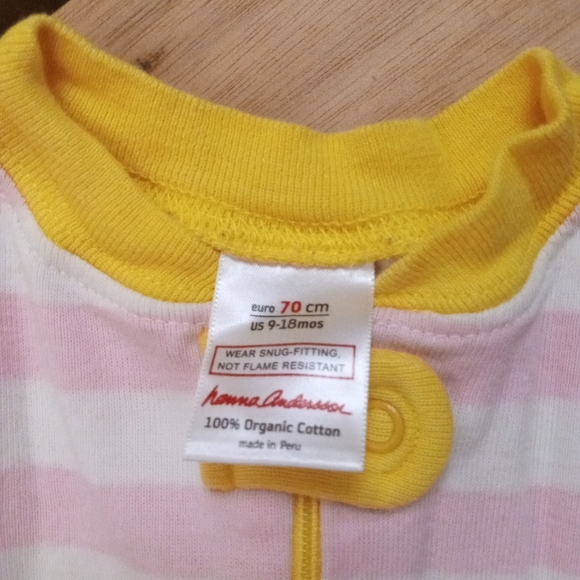 euro 70 cm
US 9-18mos
WEAR SNUG-FITTING,
NOT FLAME RESISTANT
hanna andersson
100% Organic Cotton
made in Peru